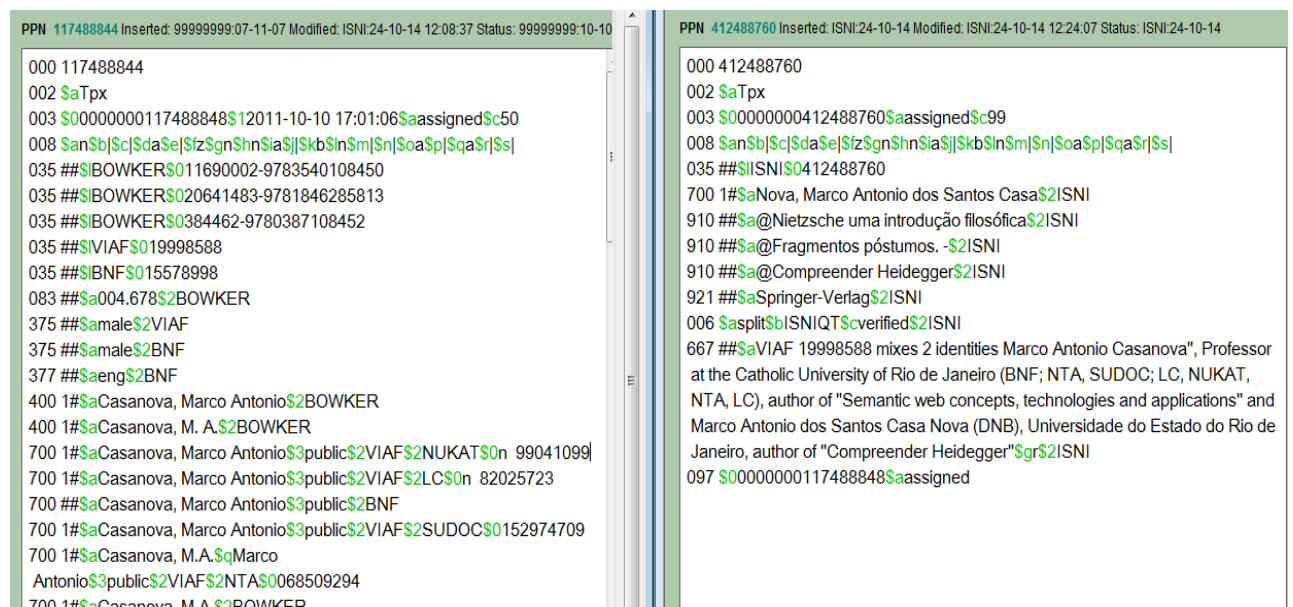 PPN 117488844 Inserted: 99999999:07-11-07 Modified: ISNI:24-10-14 12:08:37 Status: 99999999:10-10
000 117488844
002 $aTpx
003 $00000000117488848$12011-10-10 17:01:06$aassigned$c50
008 $an$b|$c|$da$e|$fz$gn$hn$ia$j|$kb$ln$m|$n|$oa$p|$qa$r|$s|
035 ##$lBOWKER$011690002-9783540108450
035 ##$lBOWKER$020641483-9781846285813
035 ##$lBOWKER$0384462-9780387108452
035 ##$lVIAF$019998588
035 ##$lBNF$015578998
083 ##$a004.678$2BOWKER
375 ##$amale$2VIAF
375 ##$amale$2BNF
377 ##$aeng$2BNF
400 1#$aCasanova, Marco Antonio$2BOWKER
400 1#$aCasanova, M. A.$2BOWKER
700 1#$aCasanova, Marco Antonio$3public$2VIAF$2NUKAT$0n 99041099
700 1#$aCasanova, Marco Antonio$3public$2VIAF$2LC$0n 82025723
700 ##$aCasanova, Marco Antonio$3public$2BNF
700 1#$aCasanova, Marco Antonio$3public$2VIAF$2SUDOC$0152974709
700 1#$aCasanova, M.A.$qMarco
Antonio$3public$2VIAF$2NTA$0068509294
700 1#$aCasanova, M.A.$2BOWKER
PPN 412488760 Inserted: ISNI:24-10-14 Modified: ISNI:24-10-14 12:24:07 Status: ISNI:24-10-14
000 412488760
002 $aTpx
003 $00000000412488760$aassigned$c99
008 $an$b|$c|$da$e|$fz$gn$hn$ia$j|$kb$ln$m|$n|$oa$p|$qa$r|$s|
035 ##$lISNI$0412488760
700 1#$aNova, Marco Antonio dos Santos Casa$2ISNI
910 ##$a@Nietzsche uma introdução filosófica$2ISNI
910 ##$a@Fragmentos póstumos. -$2ISNI
910 ##$a@Compreender Heidegger$2ISNI
921 ##$aSpringer-Verlag$2ISNI
006 $asplit$bISNIQT$cverified$2ISNI
667 ##$aVIAF 19998588 mixes 2 identities Marco Antonio Casanova", Professor
at the Catholic University of Rio de Janeiro (BNF; NTA, SUDOC; LC, NUKAT,
NTA, LC), author of "Semantic web concepts, technologies and applications" and
Marco Antonio dos Santos Casa Nova (DNB), Universidade do Estado do Rio de
Janeiro, author of "Compreender Heidegger"$gr$2ISNI
097 $00000000117488848$aassigned